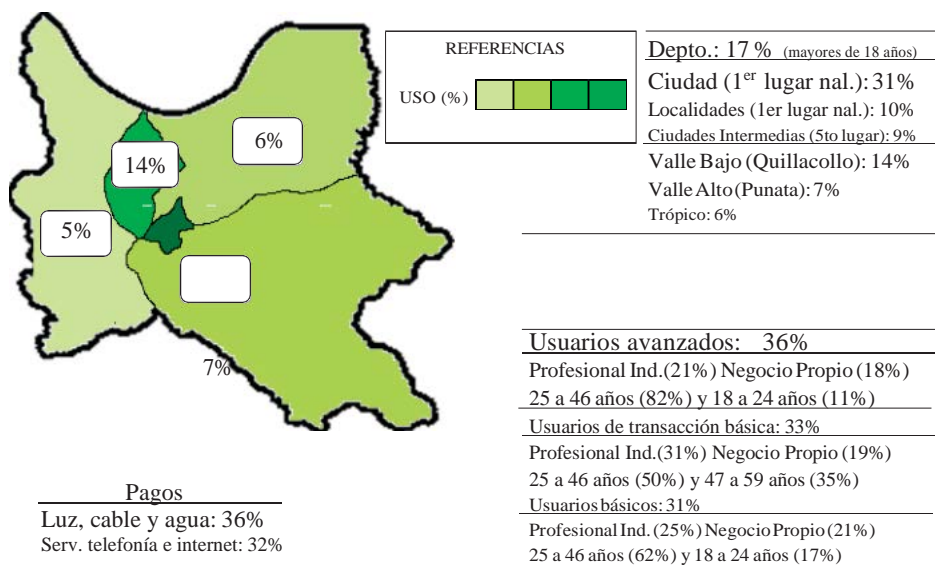 REFERENCIAS
USO (%)
6%
14%
5%
7%
Depto.: 17 % (mayores de 18 años)
Ciudad (1er lugar nal.): 31%
Localidades (1er lugar nal.): 10%
Ciudades Intermedias (5to lugar): 9%
Valle Bajo (Quillacollo): 14%
Valle Alto (Punata): 7%
Trópico: 6%
Usuarios avanzados: 36%
Profesional Ind.(21%) Negocio Propio (18%)
25 a 46 años (82%) y 18 a 24 años (11%)
Usuarios de transacción básica: 33%
Profesional Ind.(31%) Negocio Propio (19%)
25 a 46 años (50%) y 47 a 59 años (35%)
Usuarios básicos: 31%
Profesional Ind. (25%) Negocio Propio (21%)
25 a 46 años (62%) y 18 a 24 años (17%)
Pagos
Luz, cable y agua: 36%
Serv. telefonía e internet: 32%